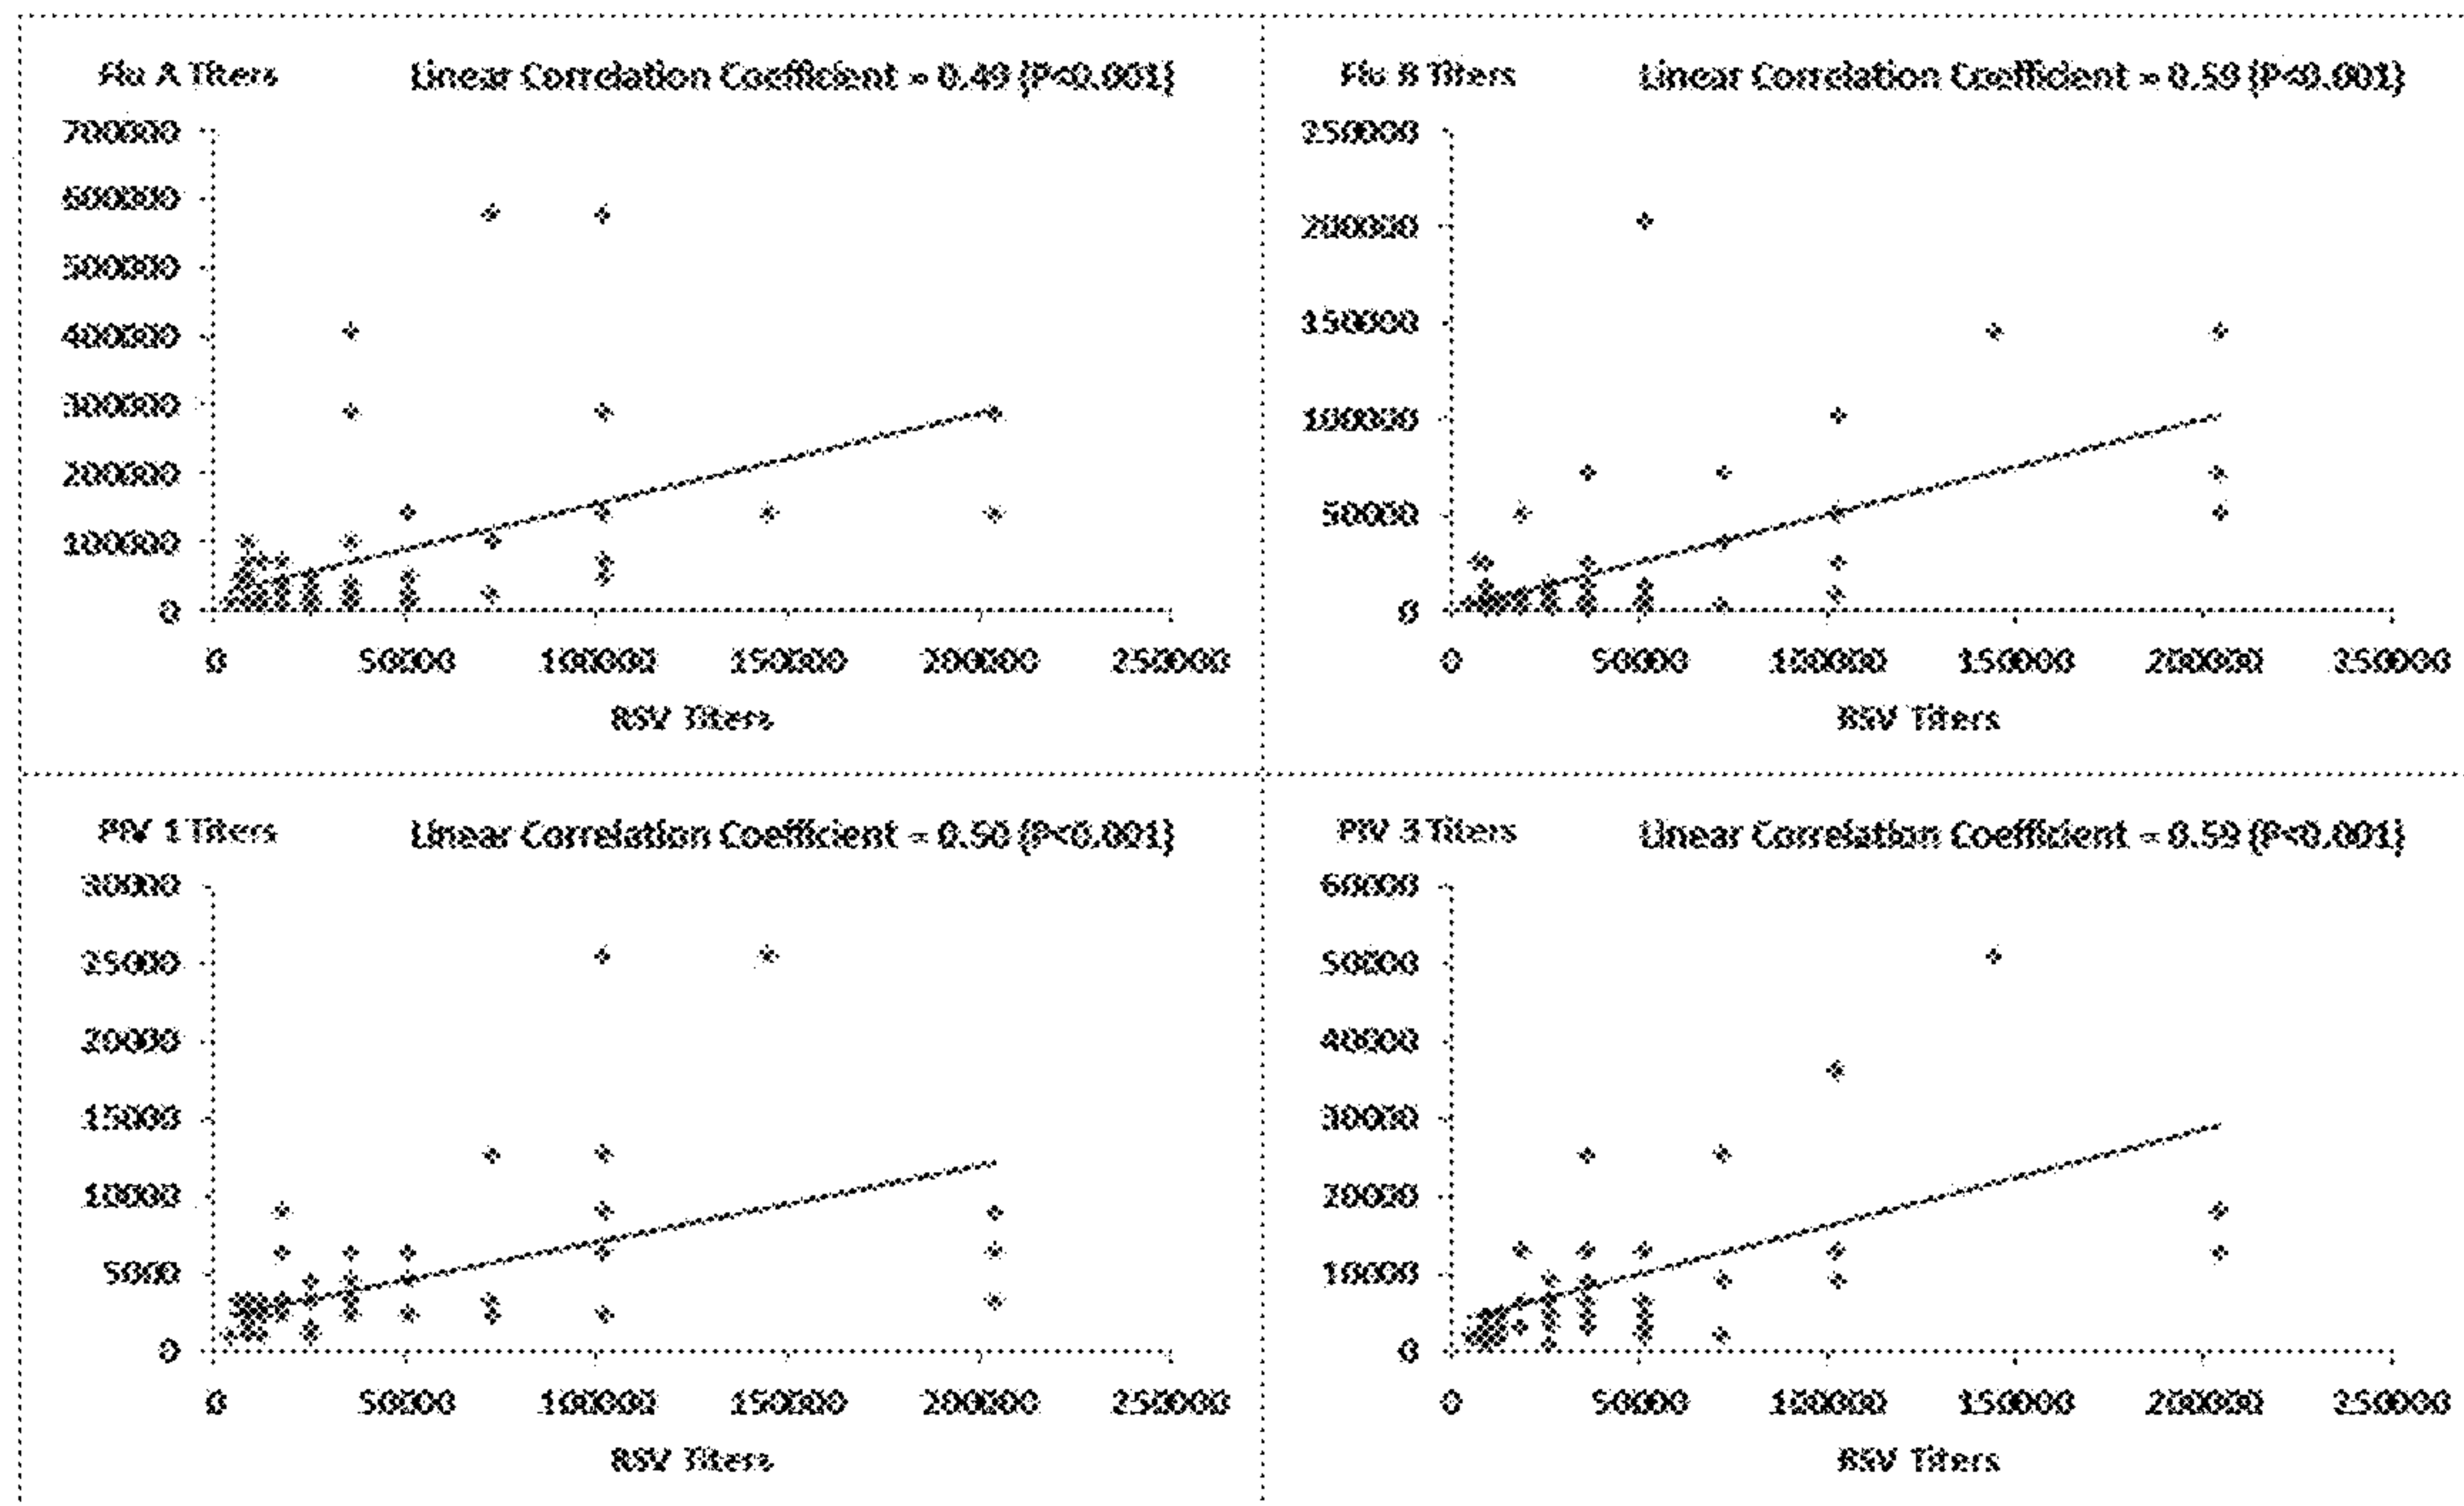 Flu A Titers
Linear Correlation Coefficient = 0.49 (P<0.001)
700000
600000
500000
400000
300000
200000
100000
0
0 50000 100000 150000 200000 250000
RSV Titers
Flu B Titers
Linear Correlation Coefficient = 0.59 (P<0.001)
250000
200000
150000
100000
50000
0
0 50000 100000 150000 200000 250000
RSV Titers
PIV 1 Titers
Linear Correlation Coefficient = 0.50 (P<0.001)
30000
25000
20000
15000
10000
5000
0
0 50000 100000 150000 200000 250000
RSV Titers
PIV 3 Titers
Linear Correlation Coefficient = 0.59 (P<0.001)
60000
50000
40000
30000
20000
10000
0
0 50000 100000 150000 200000 250000
RSV Titers